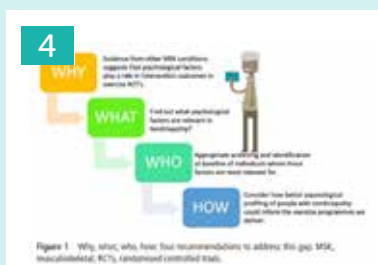 4
WHY
Evidence from other MSK conditions
suggests that psychological factors
play a role in intervention outcomes in
exercise RCTs.
WHAT
Find out what psychological
factors are relevant in
tendinopathy?
WHO
Appropriate screening and identification
at baseline of individuals whom those
factors are most relevant for.
HOW
Consider how better psychological
profiling of people with tendinopathy
could inform the exercise programmes we
deliver.
Figure 1 Why, what, who, how: four recommendations to address this gap. MSK,
musculoskeletal; RCTs, randomised controlled trials.